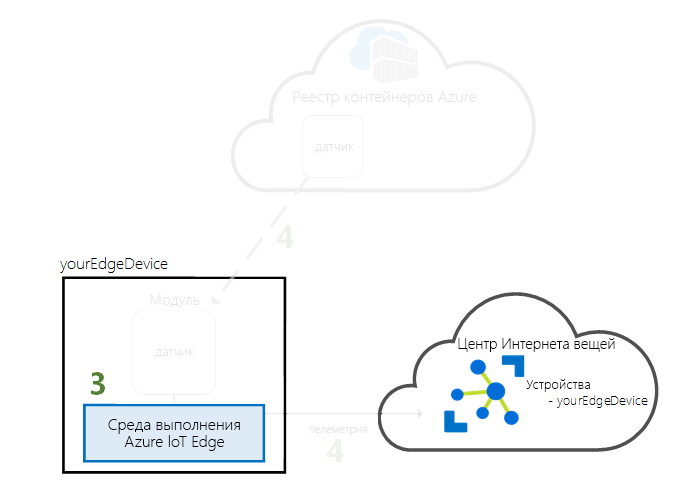 Реестр контейнеров Azure
датчик
4
yourEdgeDevice
Модуль
датчик
3
Среда выполнения
Azure IoT Edge
телеметрия
4
Центр Интернета вещей
Устройства
- yourEdgeDevice